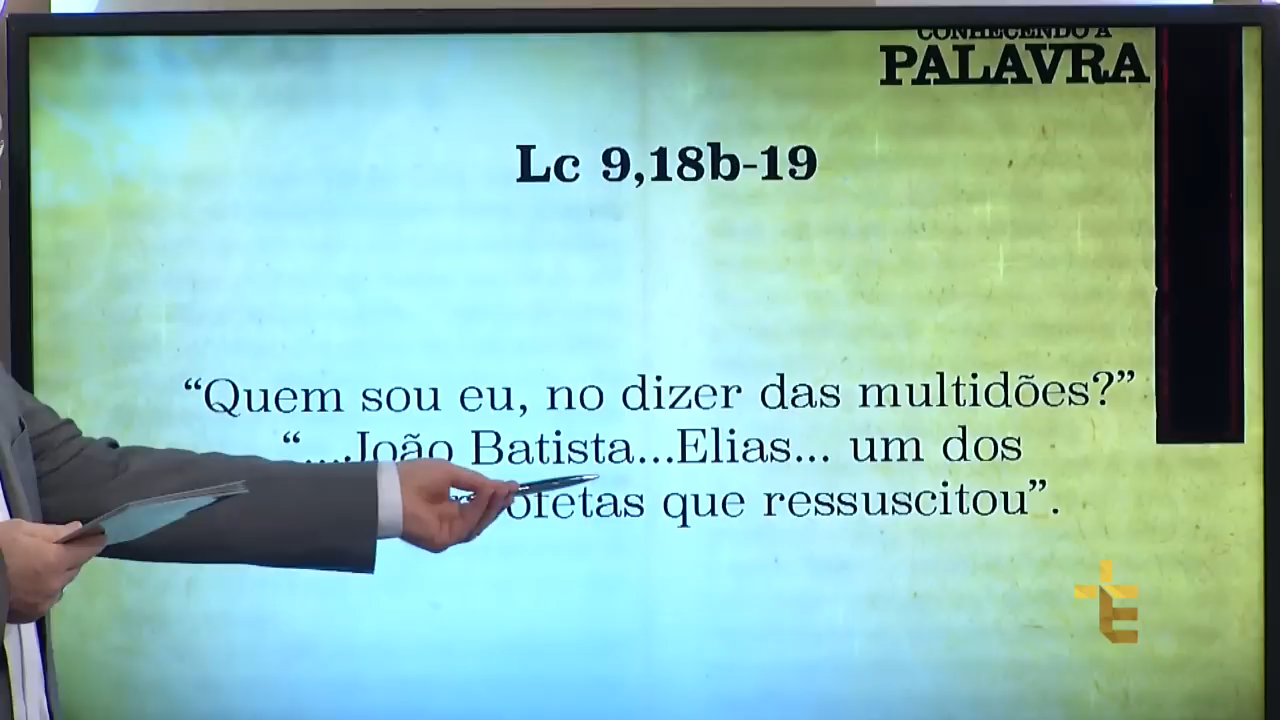 CONHECENDO A
PALAVRA
Lc 9,18b-19
“Quem sou eu, no dizer das multidões?”
“...João Batista...Elias... um dos
que ressuscitou”.